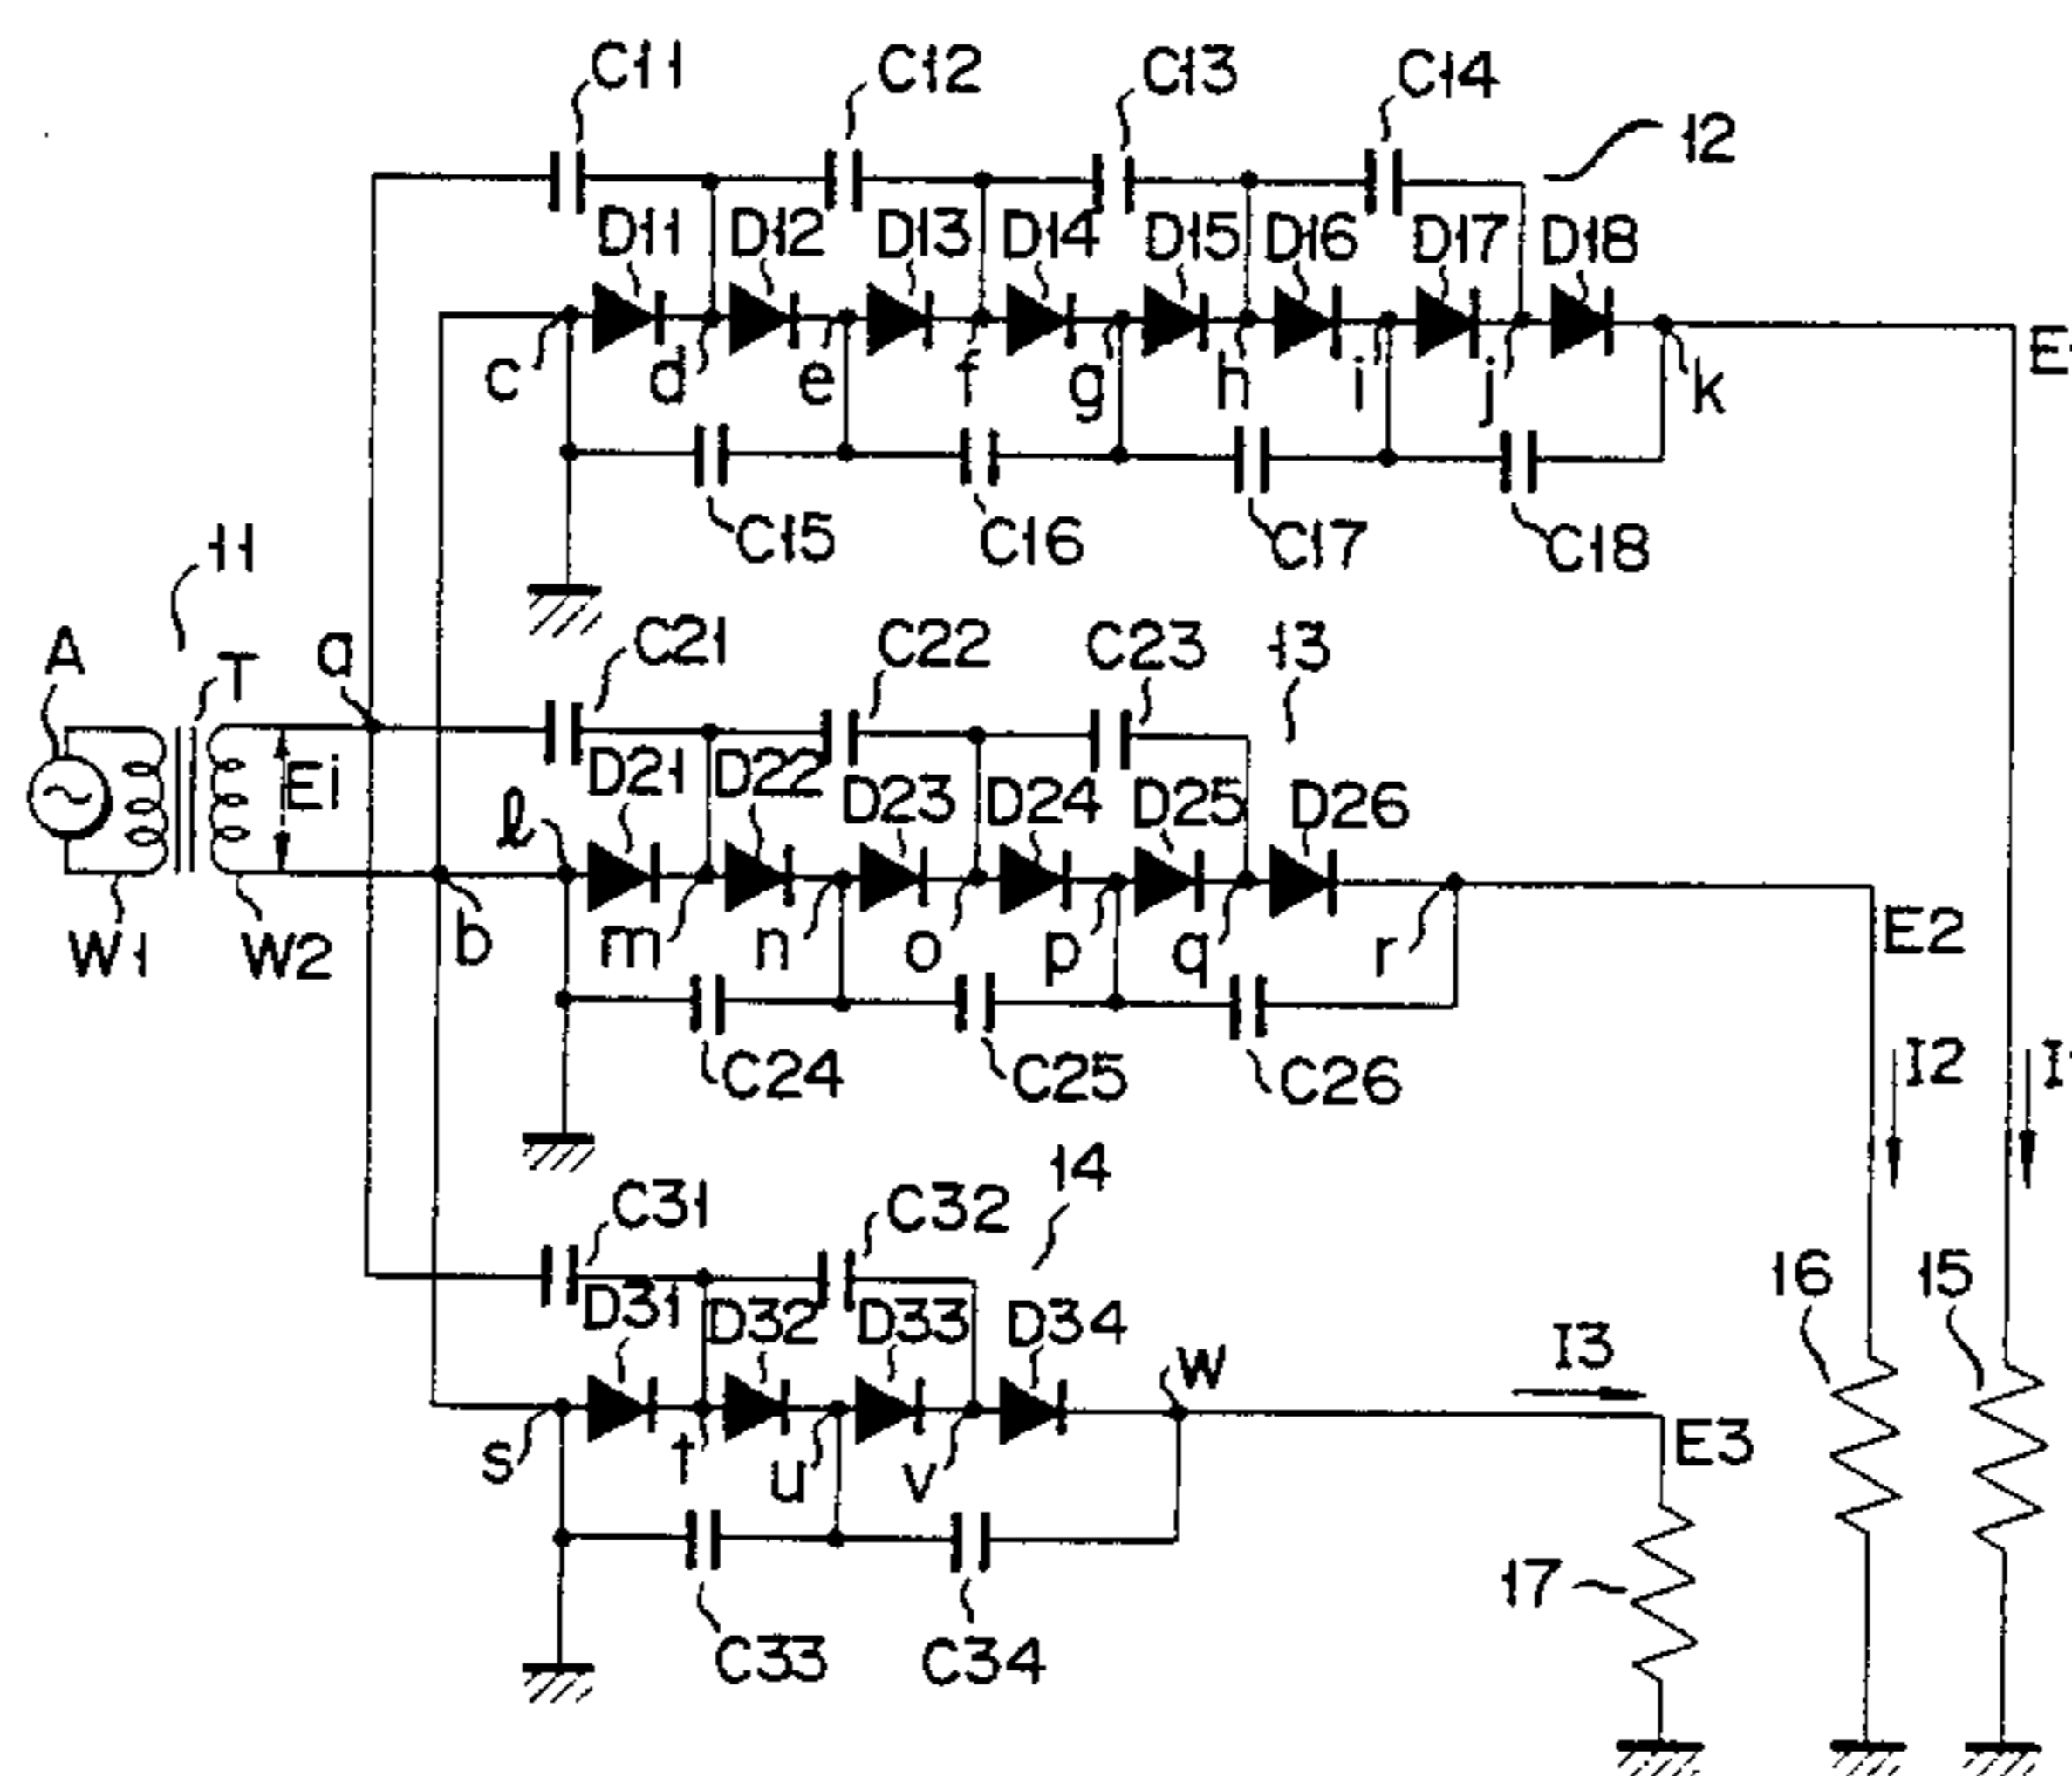 C11 C12 C13 C14
12
D11 D12 D13 D14 D15 D16 D17 D18
c d e f g h i j k
E
C15 C16 C17 C18
11
A T a
C21 C22 C23 13
Ei
D21 D22 D23 D24 D25 D26
l
W1 W2 b
m n o p q r
E2
C24 C25 C26
I2 I
14
C31 C32
D31 D32 D33 D34
16 15
I3
w
s t u v
E3
17
C33 C34